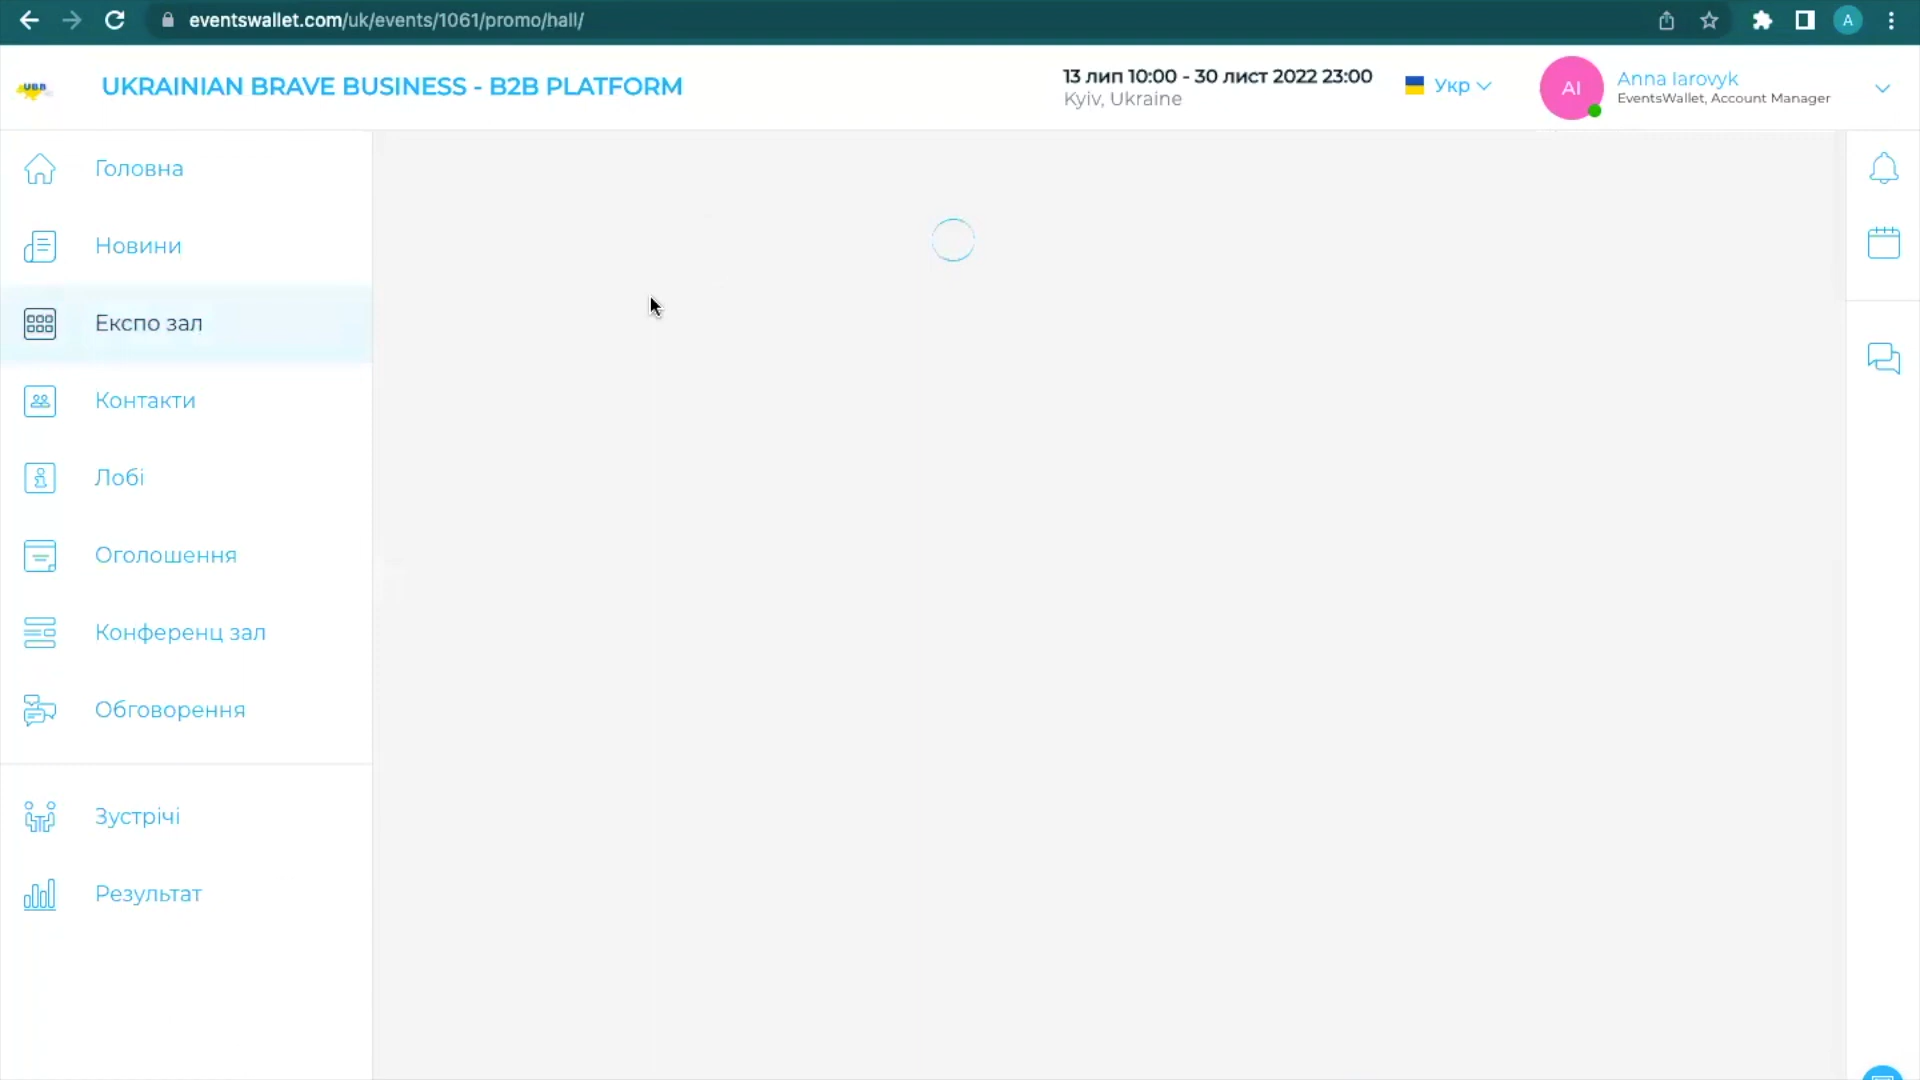 eventswallet.com/uk/events/1061/promo/hall/
A
UBB
UKRAINIAN BRAVE BUSINESS - B2B PLATFORM
13 лип 10:00 - 30 лист 2022 23:00
Kyiv, Ukraine
Укр
AI
Anna Iarovyk
EventsWallet, Account Manager
Головна
Новини
Експо зал
Контакти
Лобі
Оголошення
Конференц зал
Обговорення
Зустрічі
Результат